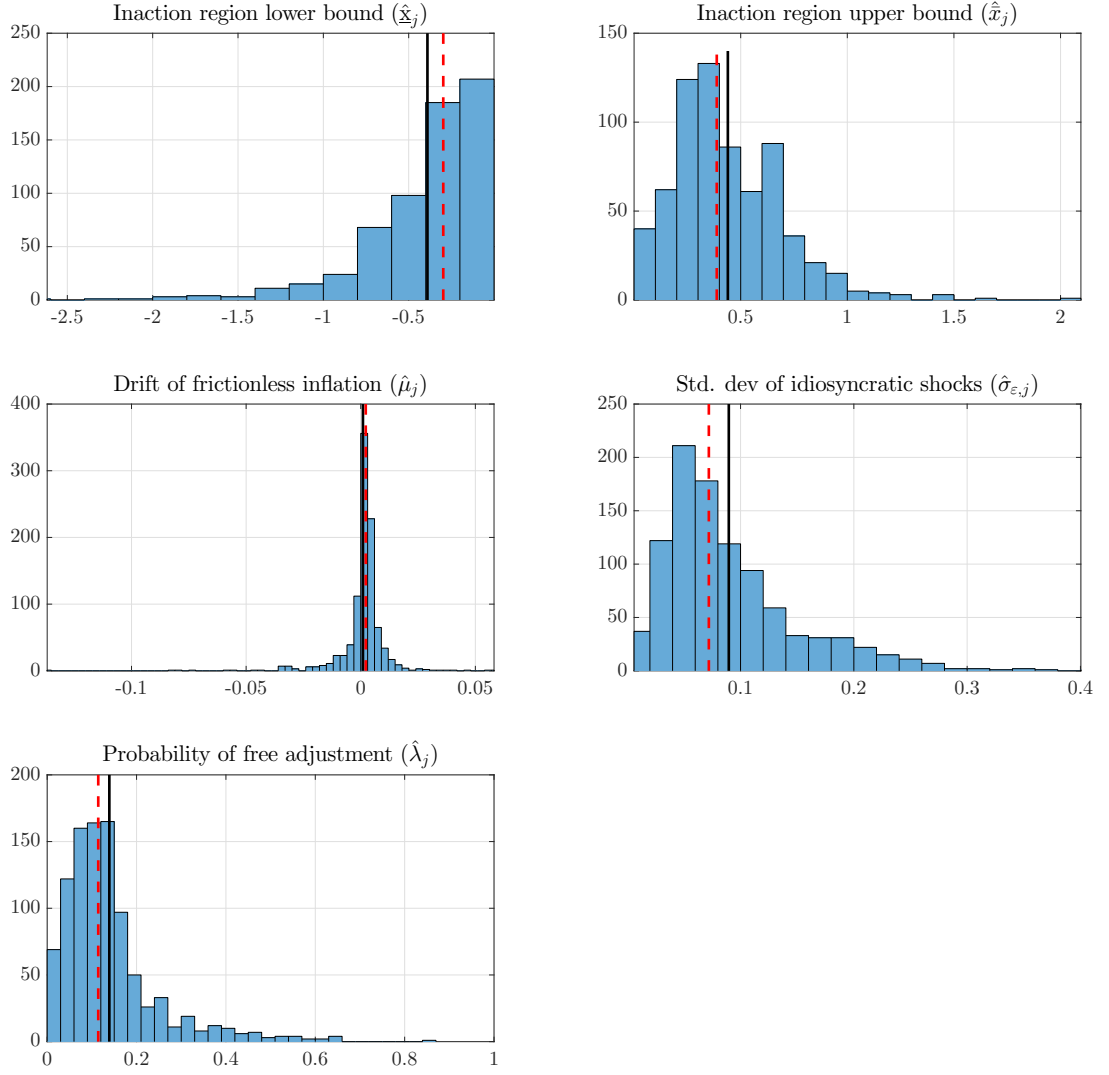 Inaction region lower bound (x̲̂_j)
250
200
150
100
50
0
-2.5 -2 -1.5 -1 -0.5
Inaction region upper bound (x̄̂_j)
150
100
50
0
0.5 1 1.5 2
Drift of frictionless inflation (μ̂_j)
400
300
200
100
0
-0.1 -0.05 0 0.05
Std. dev of idiosyncratic shocks (σ̂_{ε,j})
250
200
150
100
50
0
0.1 0.2 0.3 0.4
Probability of free adjustment (λ̂_j)
200
150
100
50
0
0 0.2 0.4 0.6 0.8 1